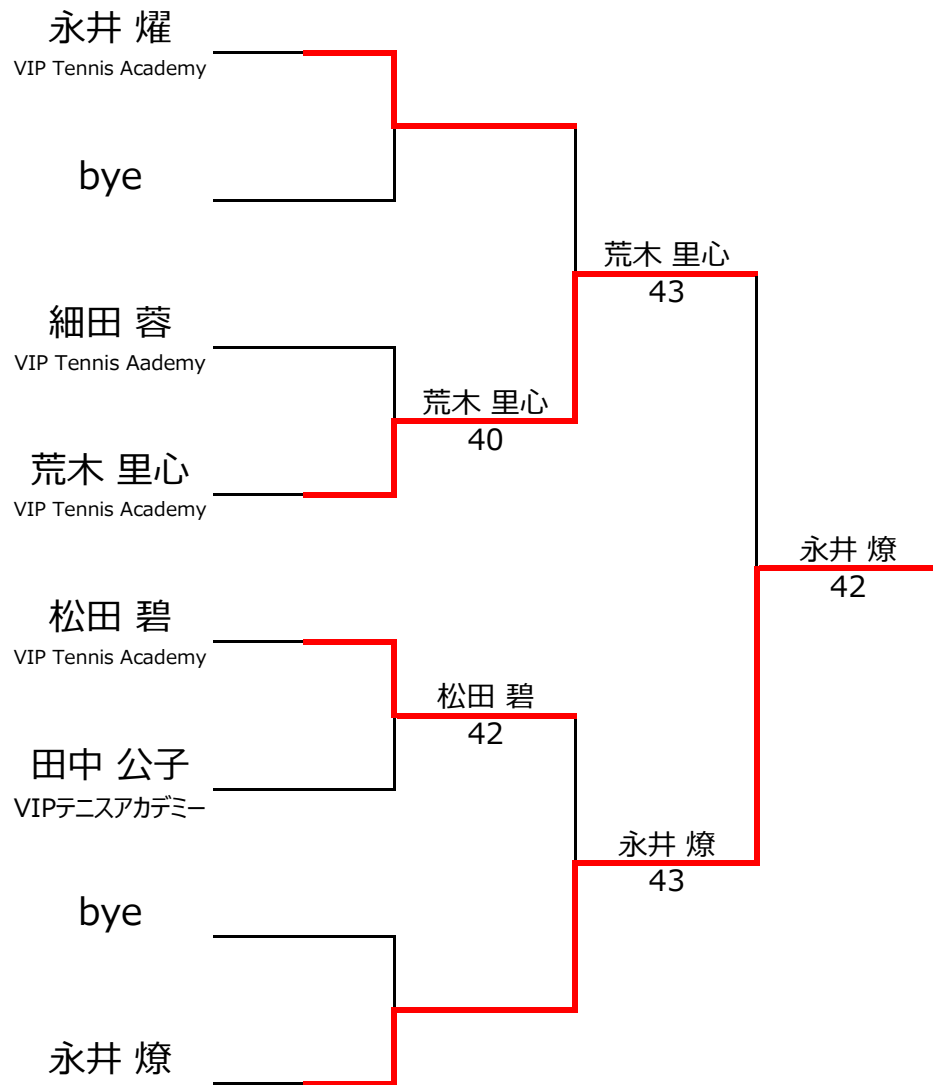 永井 燿
VIP Tennis Academy
bye
荒木 里心
43
細田 蓉
VIP Tennis Aademy
荒木 里心
40
荒木 里心
VIP Tennis Academy
永井 燎
42
松田 碧
VIP Tennis Academy
松田 碧
42
田中 公子
VIPテニスアカデミー
永井 燎
43
bye
永井 燎